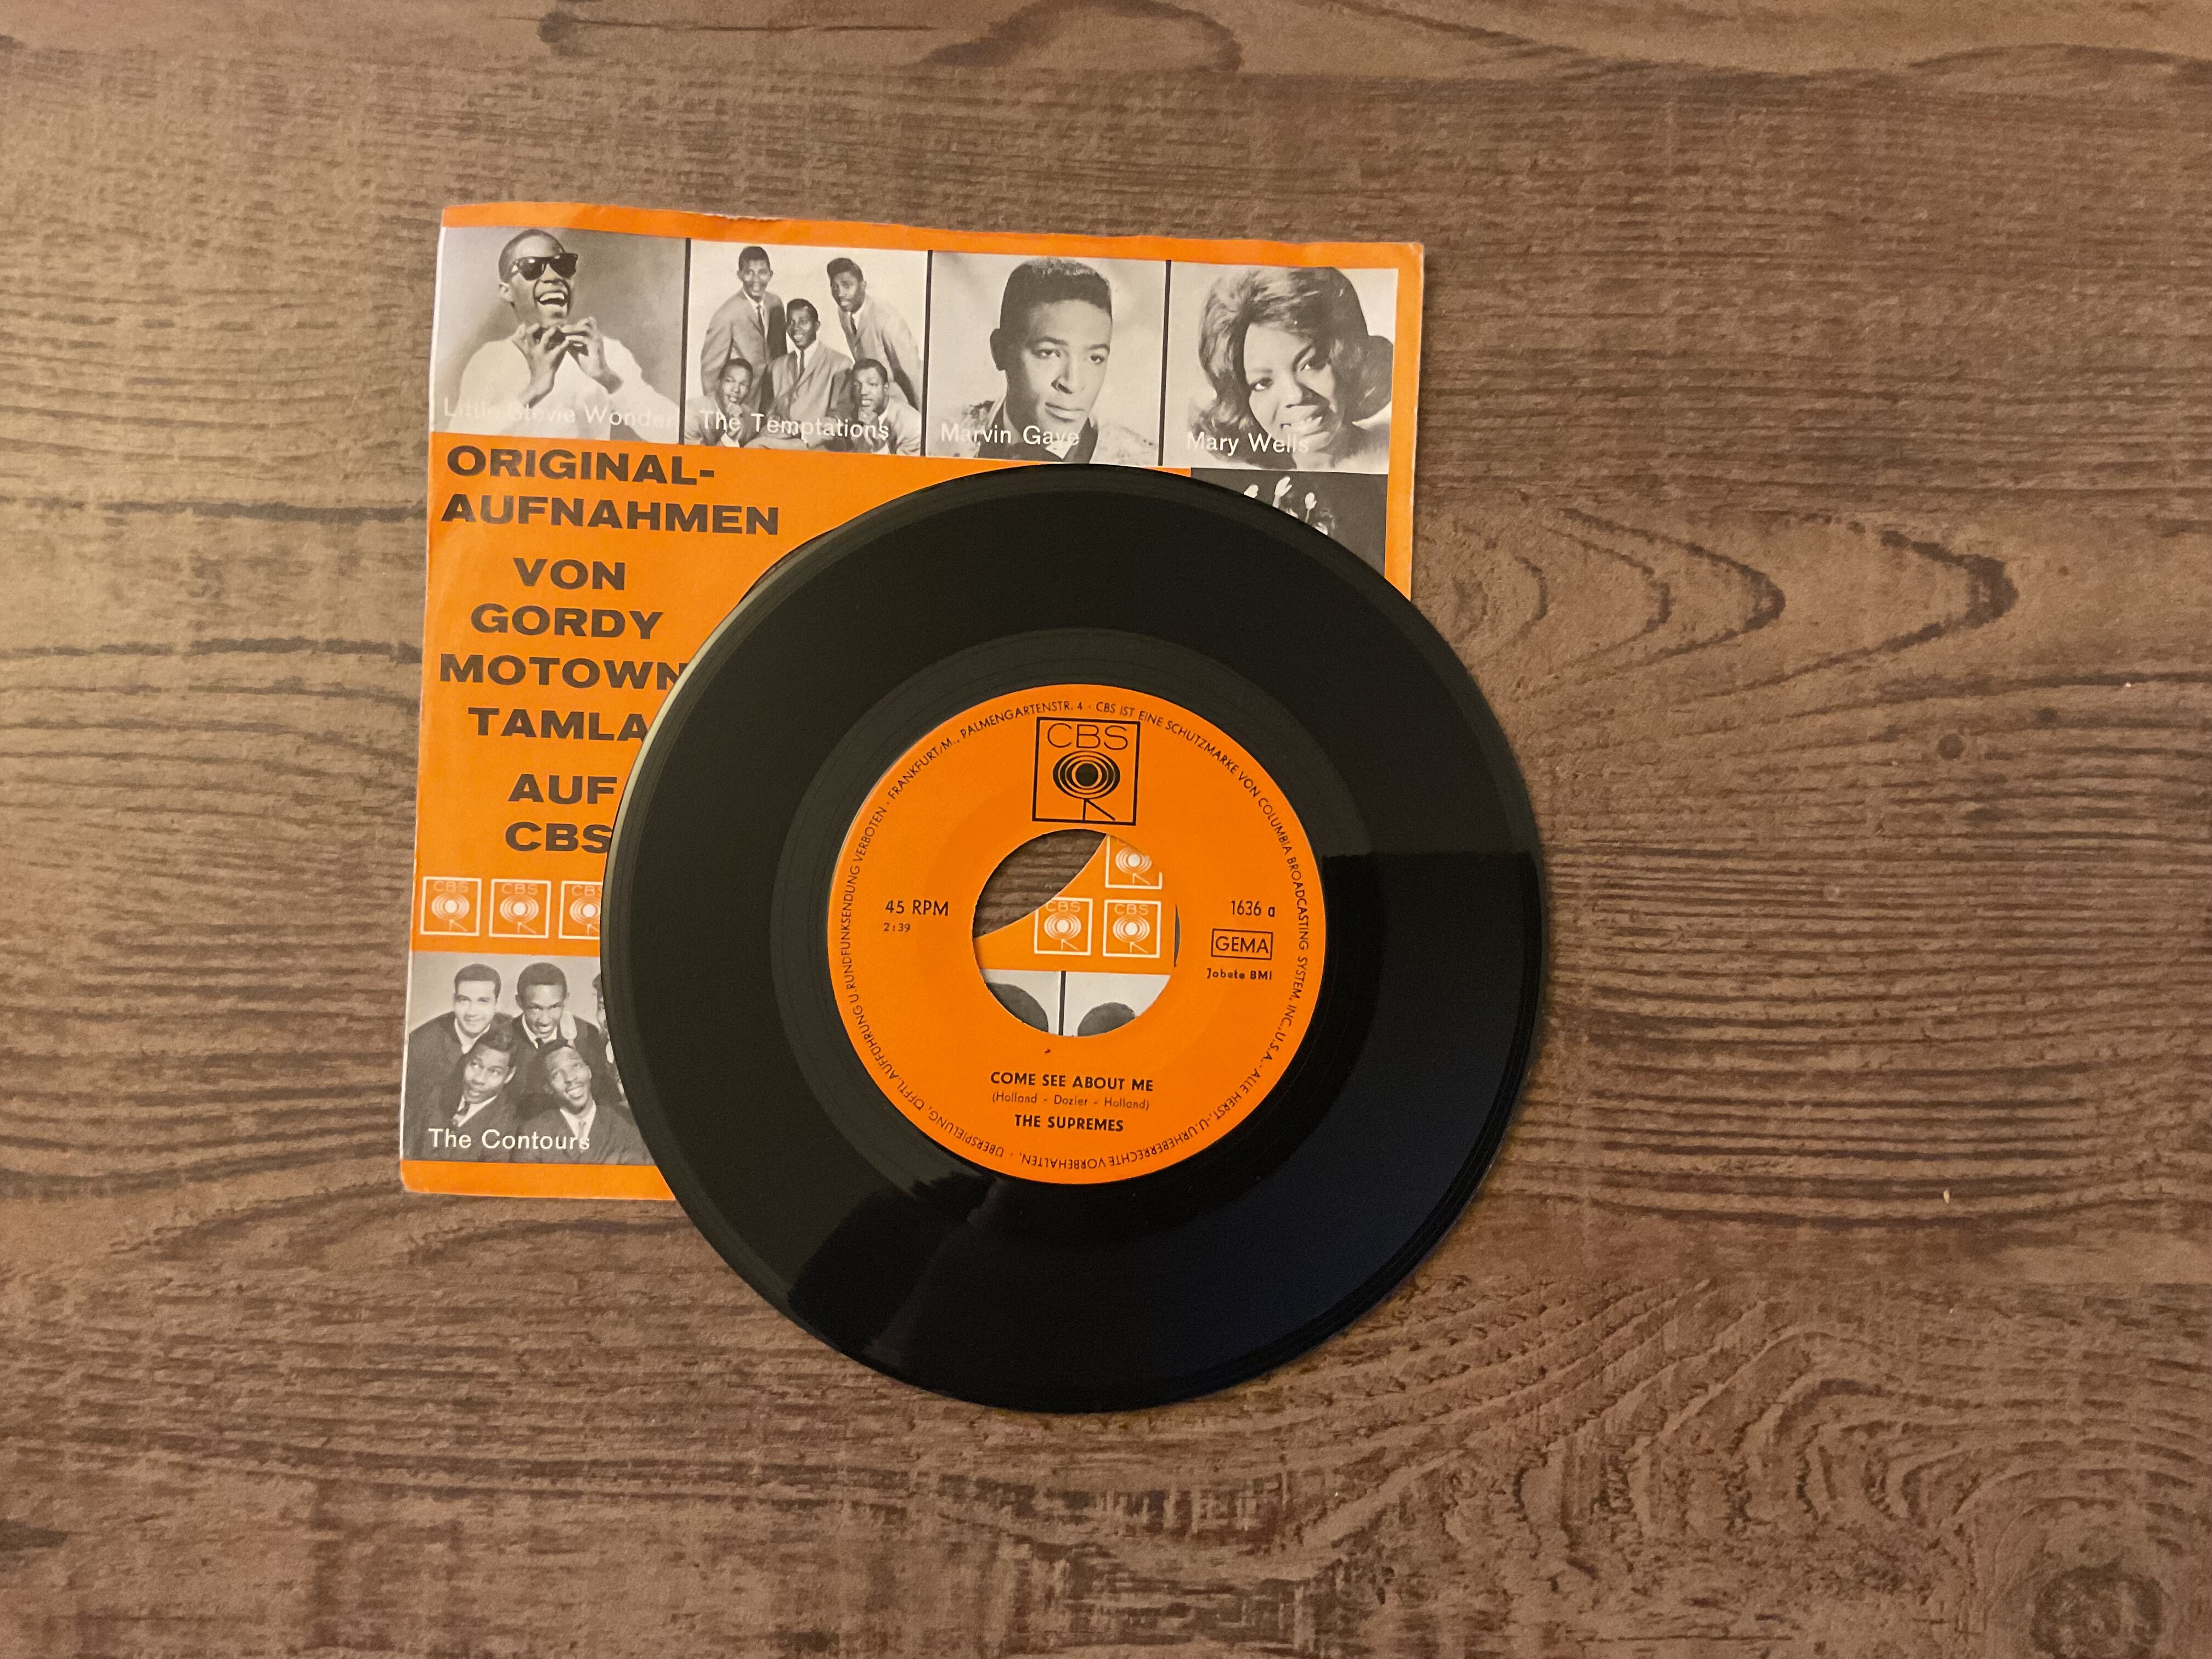 Little Stevie Wonder
The Temptations
Marvin Gaye
Mary Wells
ORIGINAL-
AUFNAHMEN
VON
GORDY
MOTOWN
TAMLA
AUF
CBS
CBS CBS CBS
The Contours
ÜBERSPIELUNG, ÖFFTL. AUFFÜHRUNG U. RUNDFUNKSENDUNG VERBOTEN · FRANKFURT/M., PALMENGARTENSTR. 4 · CBS IST EINE SCHUTZMARKE VON COLUMBIA BROADCASTING SYSTEM, INC., U.S.A. · ALLE HERST.- U. URHEBERRECHTE VORBEHALTEN. ·
CBS
45 RPM
2:39
1636 a
GEMA
Jobete BMI
CBS CBS
COME SEE ABOUT ME
(Holland - Dozier - Holland)
THE SUPREMES